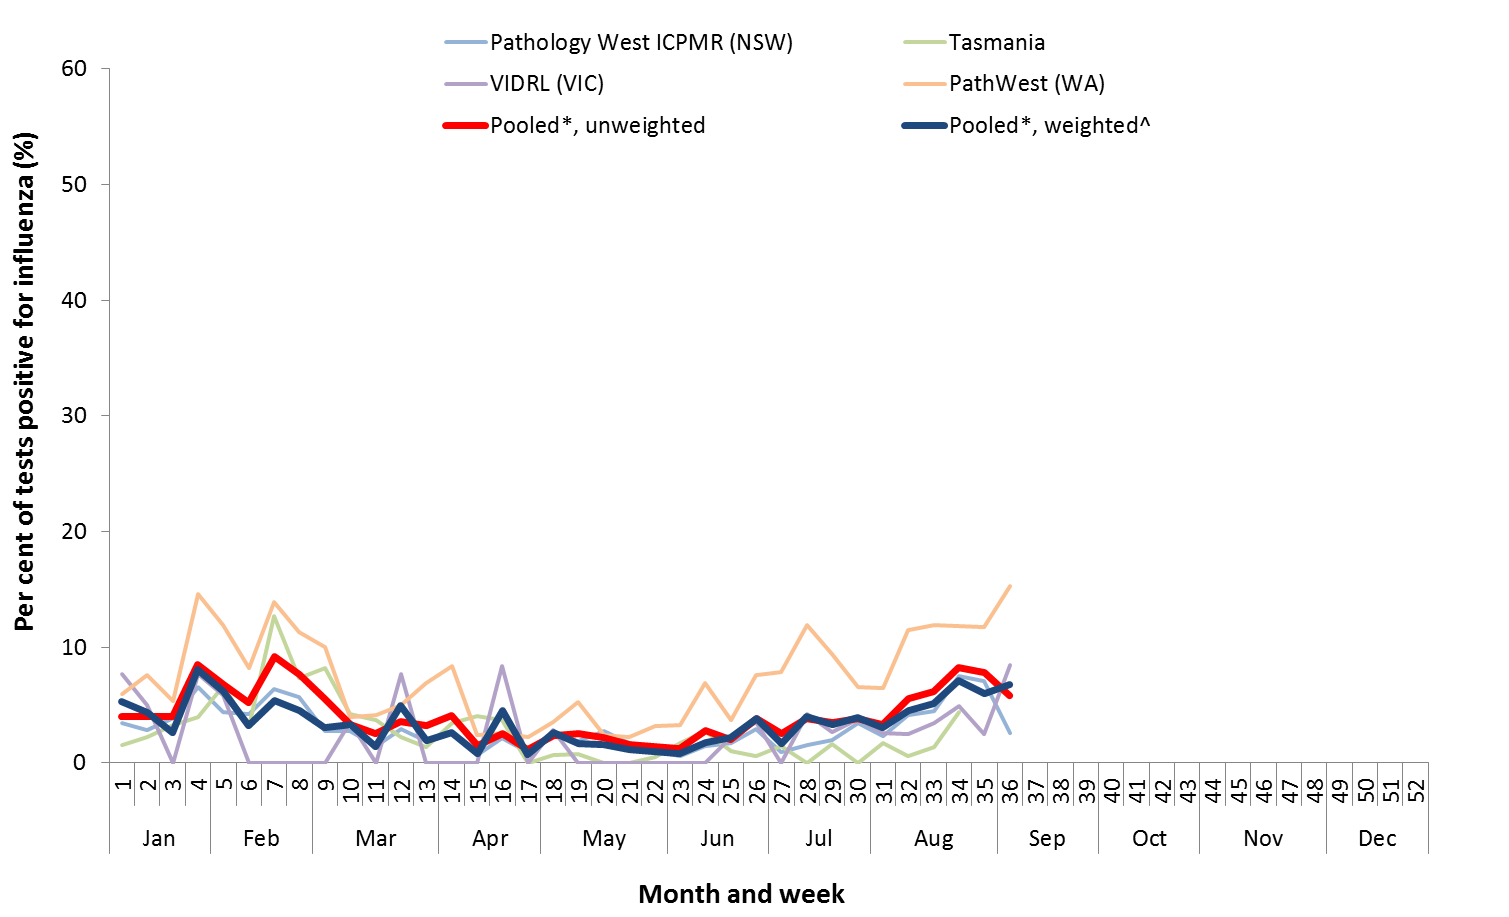 Pathology West ICPMR (NSW) Tasmania
VIDRL (VIC) PathWest (WA)
Pooled*, unweighted Pooled*, weighted^
Per cent of tests positive for influenza (%)
60
50
40
30
20
10
0
1 2 3 4 5 6 7 8 9 10 11 12 13 14 15 16 17 18 19 20 21 22 23 24 25 26 27 28 29 30 31 32 33 34 35 36 37 38 39 40 41 42 43 44 45 46 47 48 49 50 51 52
Jan Feb Mar Apr May Jun Jul Aug Sep Oct Nov Dec
Month and week